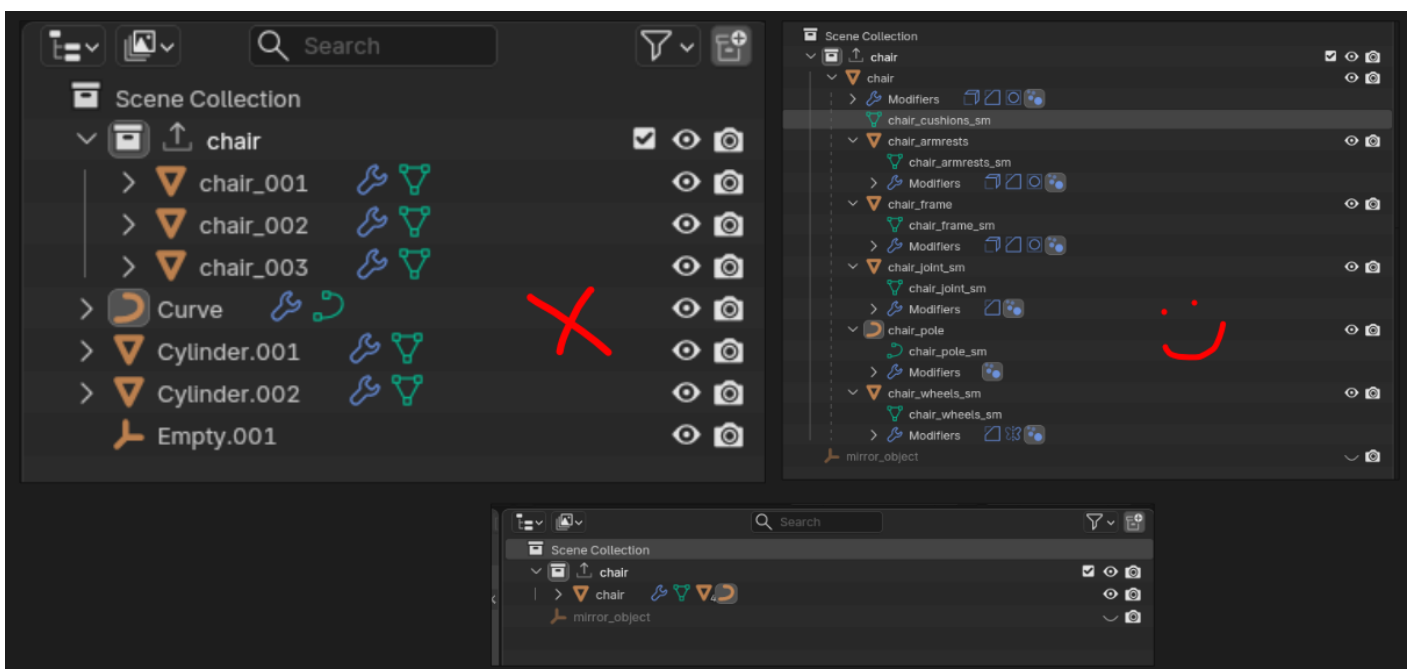 Search
Scene Collection
chair
chair_001
chair_002
chair_003
Curve
Cylinder.001
Cylinder.002
Empty.001
Scene Collection
chair
chair
Modifiers
chair_cushions_sm
chair_armrests
chair_armrests_sm
Modifiers
chair_frame
chair_frame_sm
Modifiers
chair_joint_sm
chair_joint_sm
Modifiers
chair_pole
chair_pole_sm
Modifiers
chair_wheels_sm
chair_wheels_sm
Modifiers
mirror_object
Search
Scene Collection
chair
chair
mirror_object